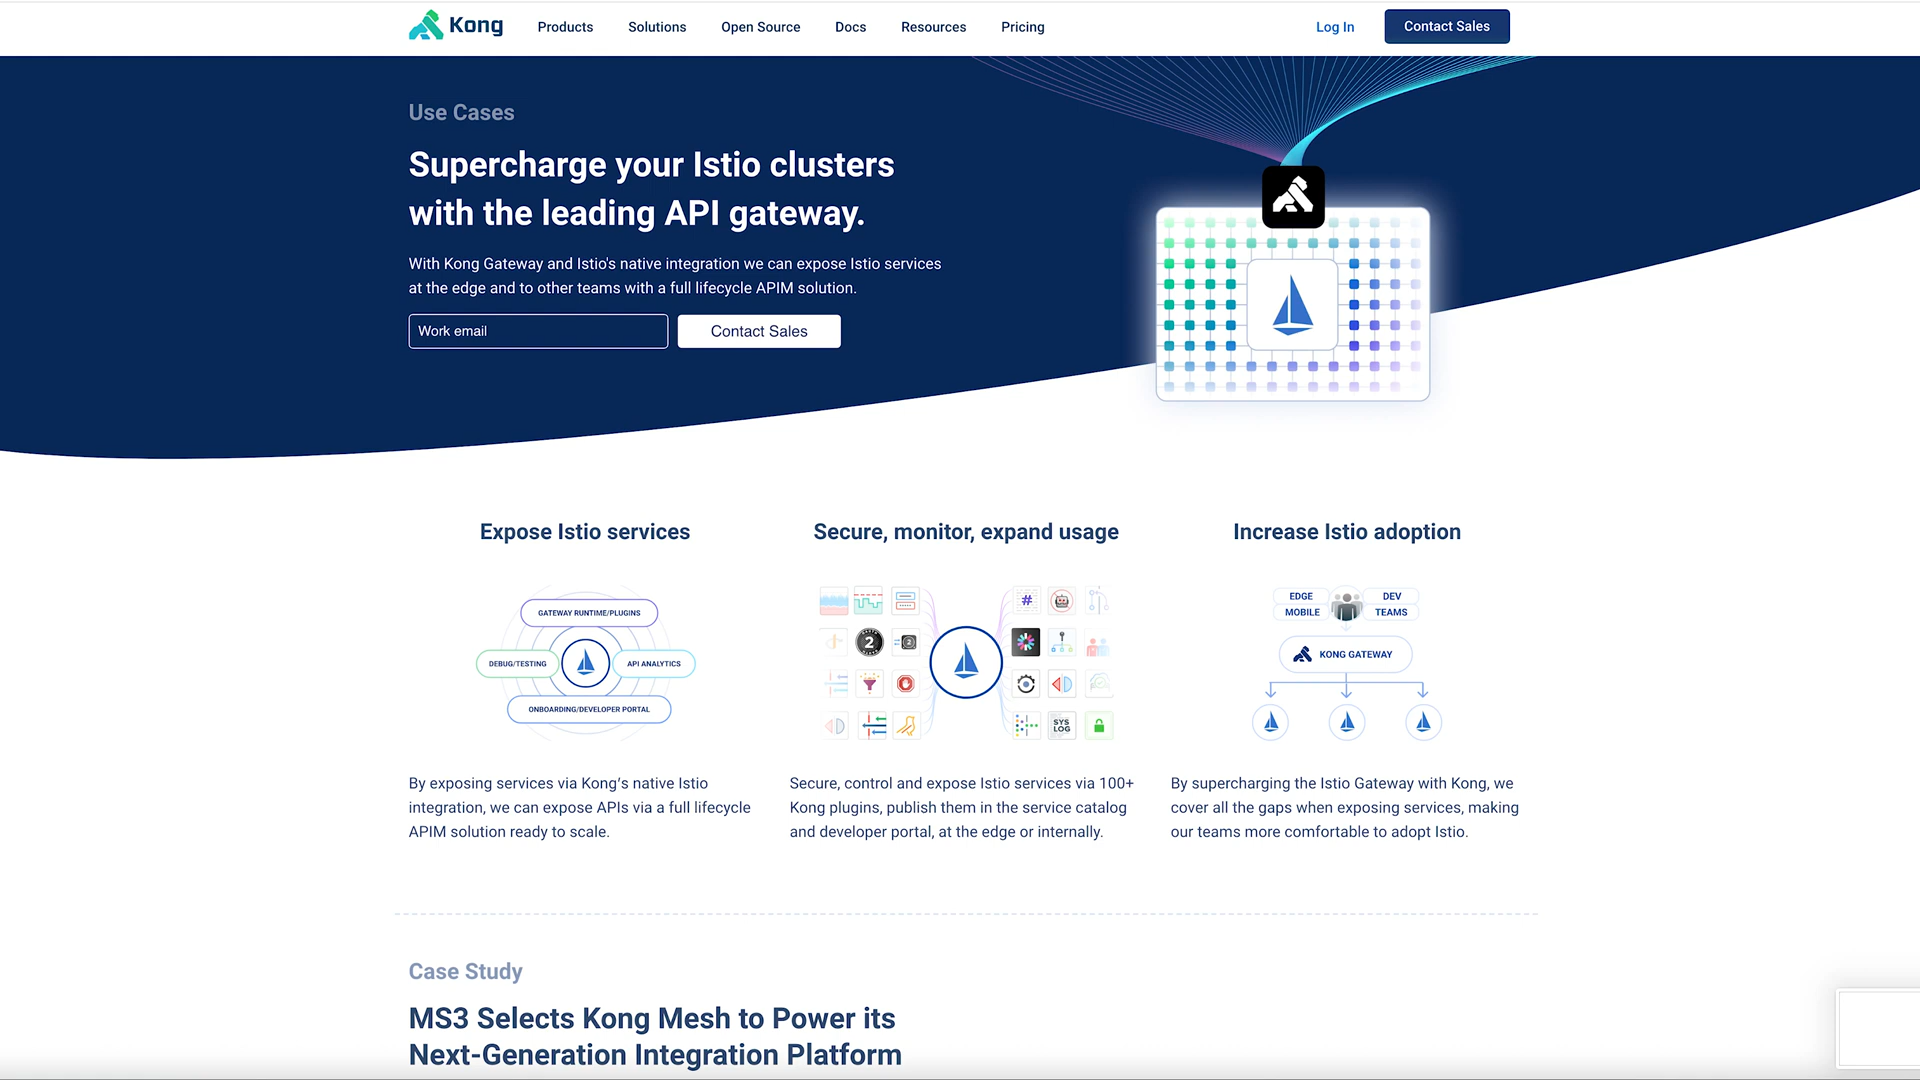 Kong
Products
Solutions
Open Source
Docs
Resources
Pricing
Log In
Contact Sales
Use Cases
Supercharge your Istio clusters
with the leading API gateway.
With Kong Gateway and Istio's native integration we can expose Istio services
at the edge and to other teams with a full lifecycle APIM solution.
Work email
Contact Sales
Expose Istio services
GATEWAY RUNTIME/PLUGINS
DEBUG/TESTING
API ANALYTICS
ONBOARDING/DEVELOPER PORTAL
By exposing services via Kong’s native Istio
integration, we can expose APIs via a full lifecycle
APIM solution ready to scale.
Secure, monitor, expand usage
#
2
2
SYS
LOG
Secure, control and expose Istio services via 100+
Kong plugins, publish them in the service catalog
and developer portal, at the edge or internally.
Increase Istio adoption
EDGE
DEV
MOBILE
TEAMS
KONG GATEWAY
By supercharging the Istio Gateway with Kong, we
cover all the gaps when exposing services, making
our teams more comfortable to adopt Istio.
Case Study
MS3 Selects Kong Mesh to Power its
Next-Generation Integration Platform